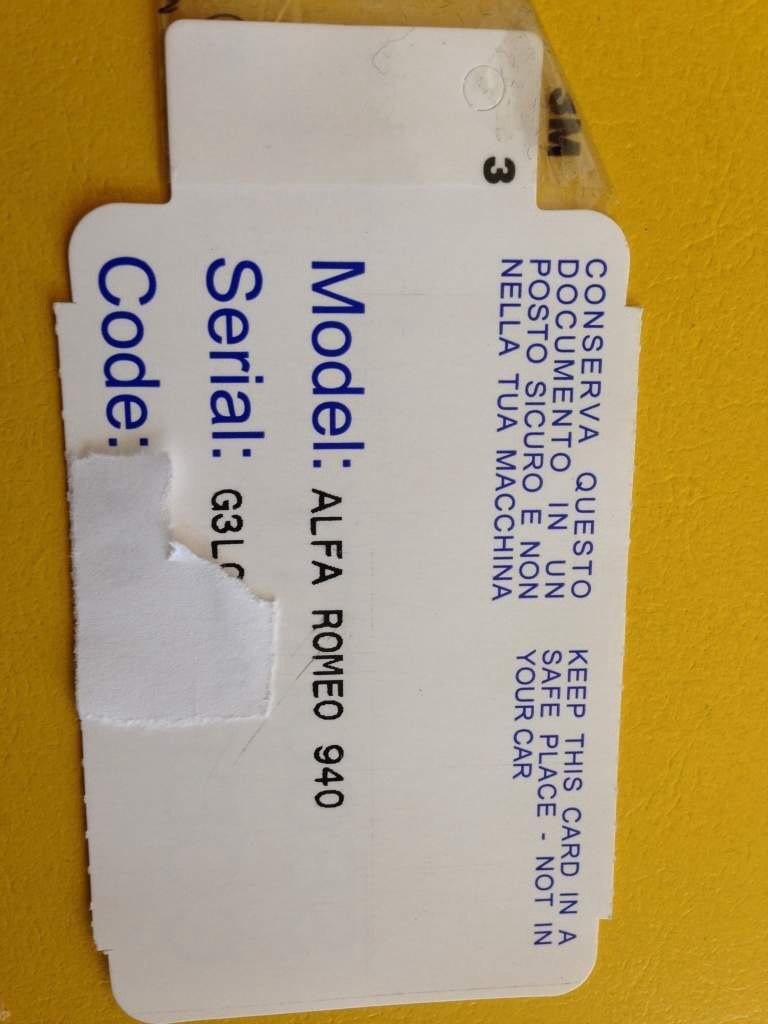 3M
3
CONSERVA QUESTO
DOCUMENTO IN UN
POSTO SICURO E NON
NELLA TUA MACCHINA
KEEP THIS CARD IN A
SAFE PLACE - NOT IN
YOUR CAR
Model: ALFA ROMEO 940
Serial: G3L
Code: